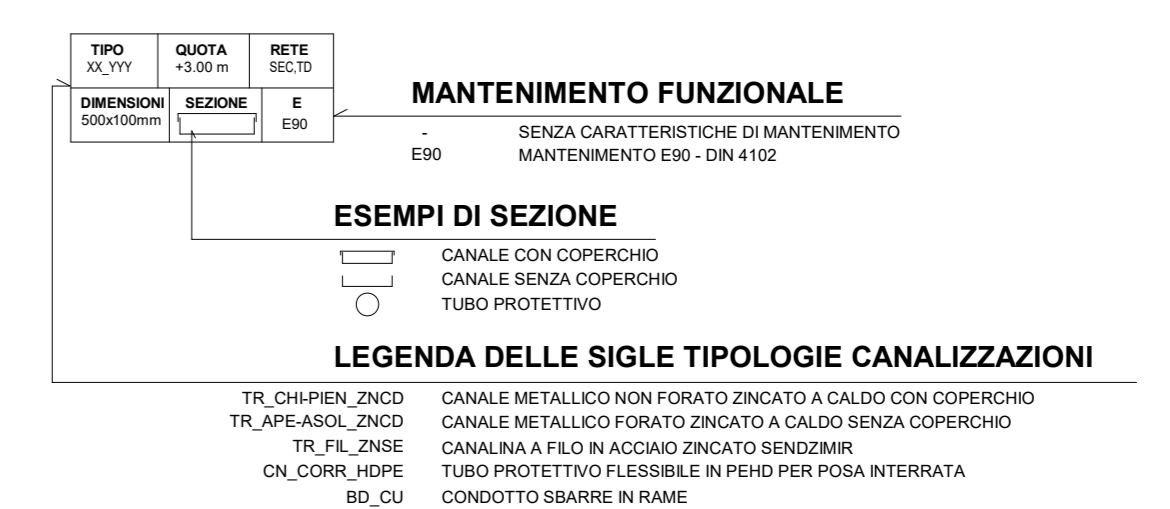 TIPO QUOTA RETE
XX_YYY +3.00 m SEC,TD
DIMENSIONI SEZIONE E
500x100mm E90
MANTENIMENTO FUNZIONALE
- SENZA CARATTERISTICHE DI MANTENIMENTO
E90 MANTENIMENTO E90 - DIN 4102
ESEMPI DI SEZIONE
CANALE CON COPERCHIO
CANALE SENZA COPERCHIO
TUBO PROTETTIVO
LEGENDA DELLE SIGLE TIPOLOGIE CANALIZZAZIONI
TR_CHI-PIEN_ZNCD CANALE METALLICO NON FORATO ZINCATO A CALDO CON COPERCHIO
TR_APE-ASOL_ZNCD CANALE METALLICO FORATO ZINCATO A CALDO SENZA COPERCHIO
TR_FIL_ZNSE CANALINA A FILO IN ACCIAIO ZINCATO SENDZIMIR
CN_CORR_HDPE TUBO PROTETTIVO FLESSIBILE IN PEHD PER POSA INTERRATA
BD_CU CONDOTTO SBARRE IN RAME